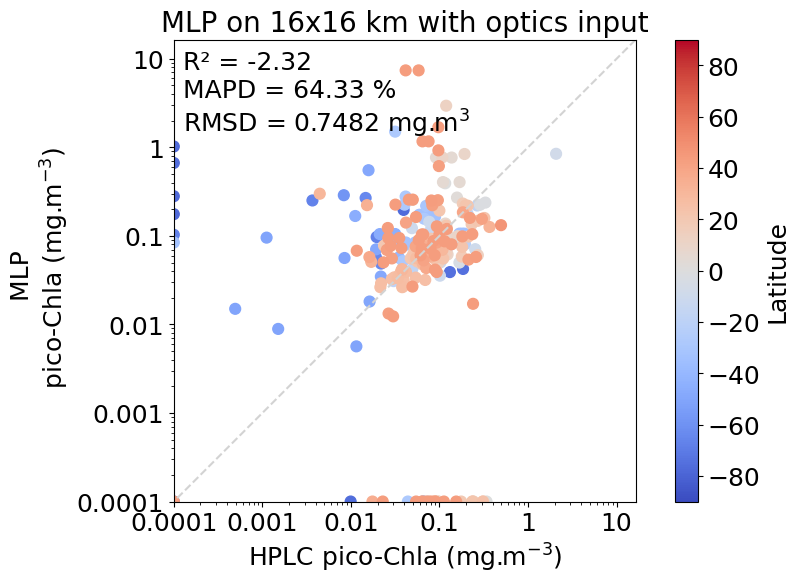 MLP on 16x16 km with optics input
R² = -2.32
MAPD = 64.33 %
RMSD = 0.7482 mg.m³
10
1
0.1
0.01
0.001
0.0001
MLP
pico-Chla (mg.m⁻³)
0.0001 0.001 0.01 0.1 1 10
HPLC pico-Chla (mg.m⁻³)
80
60
40
20
0
−20
−40
−60
−80
Latitude